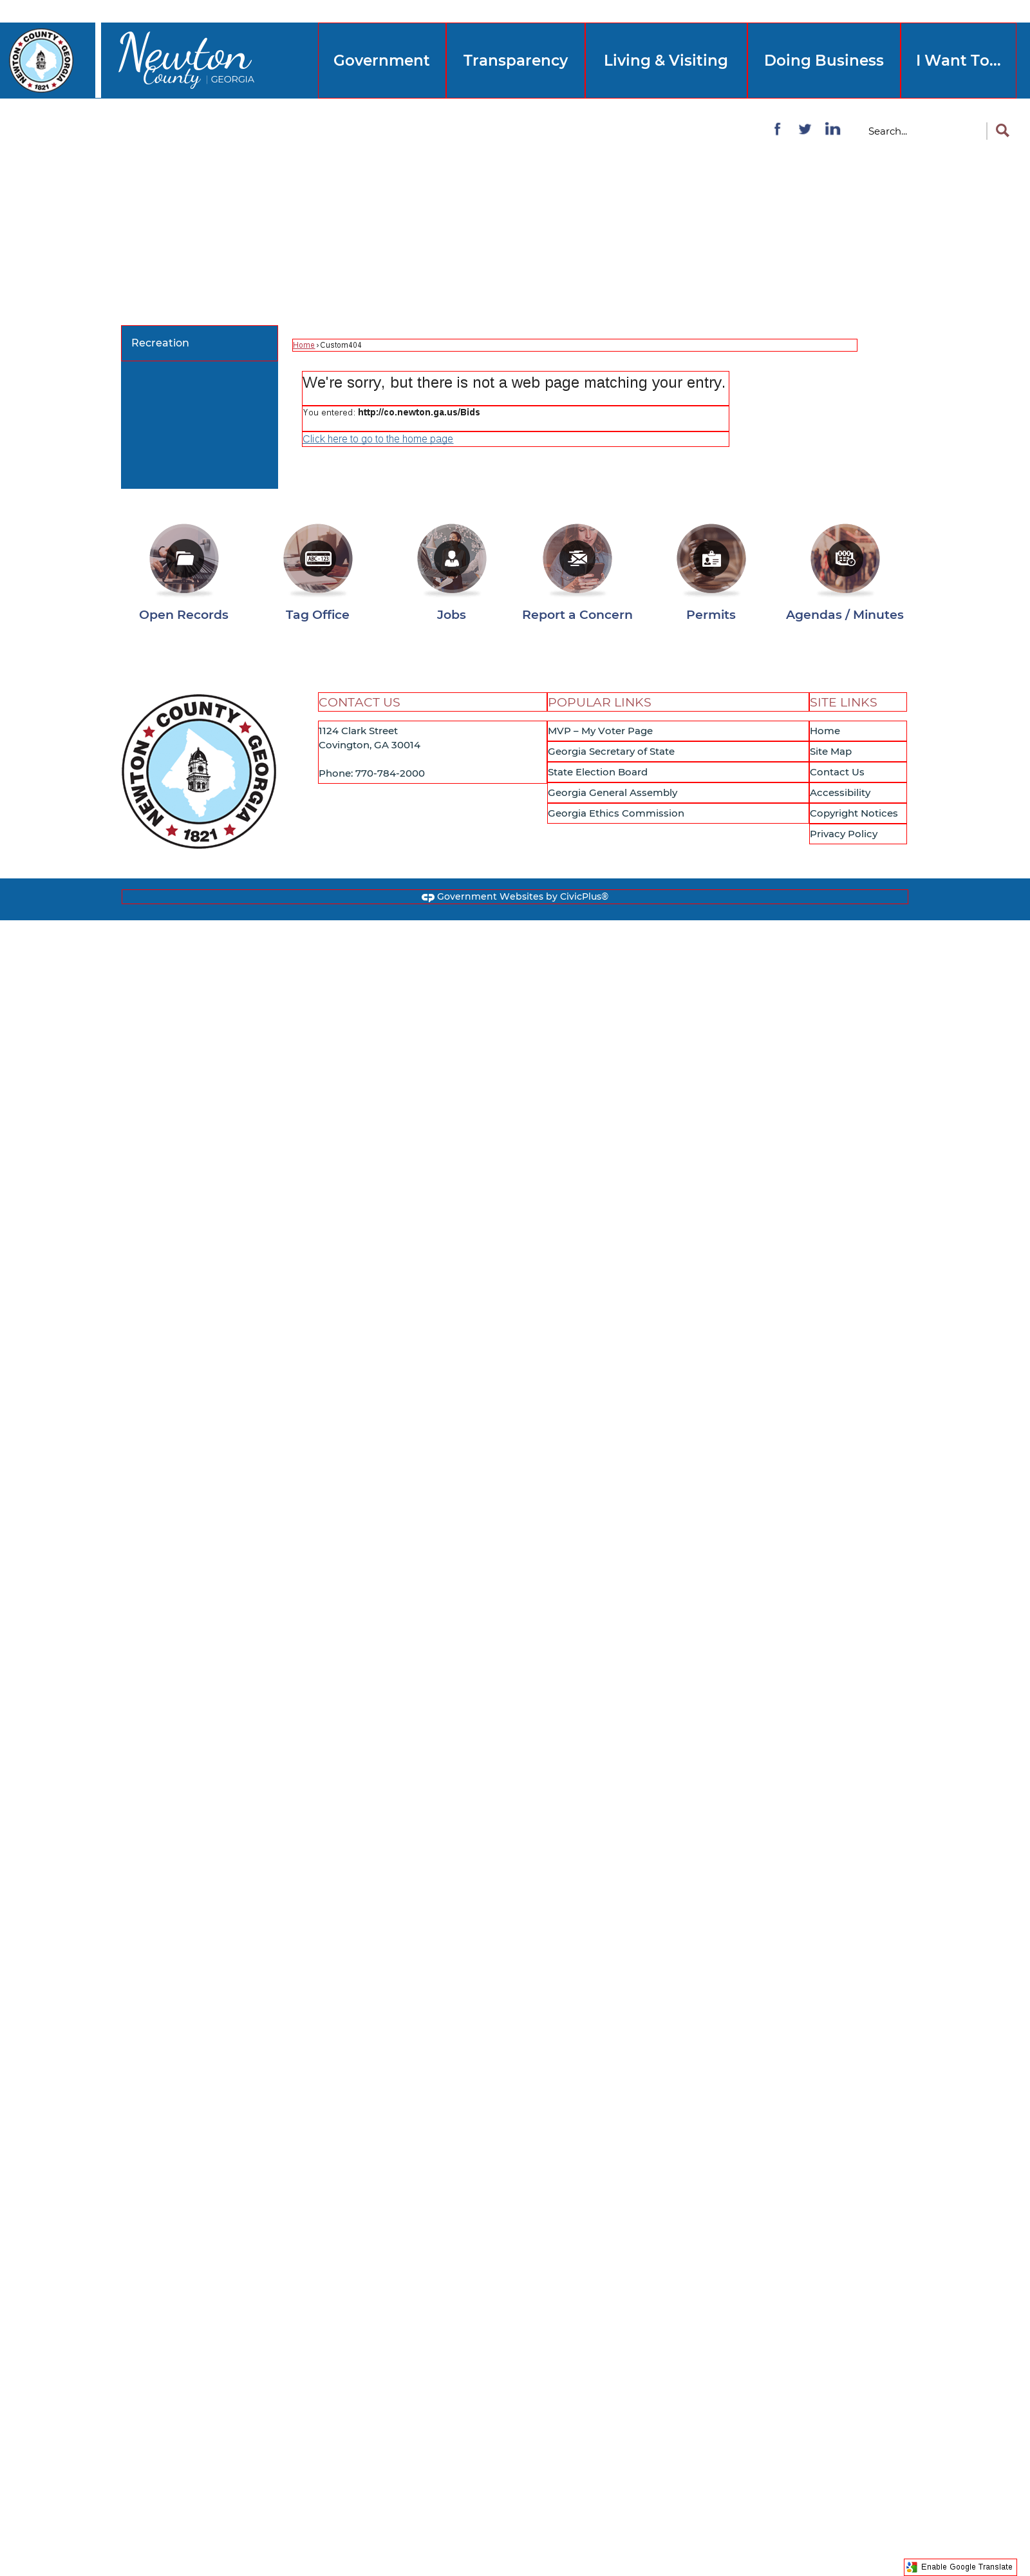 NEWTON COUNTY GEORGIA
1821
Newton
County | GEORGIA
Government
Transparency
Living & Visiting
Doing Business
I Want To...
Search...
Recreation
Home › Custom404
We're sorry, but there is not a web page matching your entry.
You entered: http://co.newton.ga.us/Bids
Click here to go to the home page
ABC 123
Open Records
Tag Office
Jobs
Report a Concern
Permits
Agendas / Minutes
NEWTON COUNTY GEORGIA
1821
CONTACT US
1124 Clark Street
Covington, GA 30014
Phone: 770-784-2000
POPULAR LINKS
MVP – My Voter Page
Georgia Secretary of State
State Election Board
Georgia General Assembly
Georgia Ethics Commission
SITE LINKS
Home
Site Map
Contact Us
Accessibility
Copyright Notices
Privacy Policy
Government Websites by CivicPlus®
Enable Google Translate